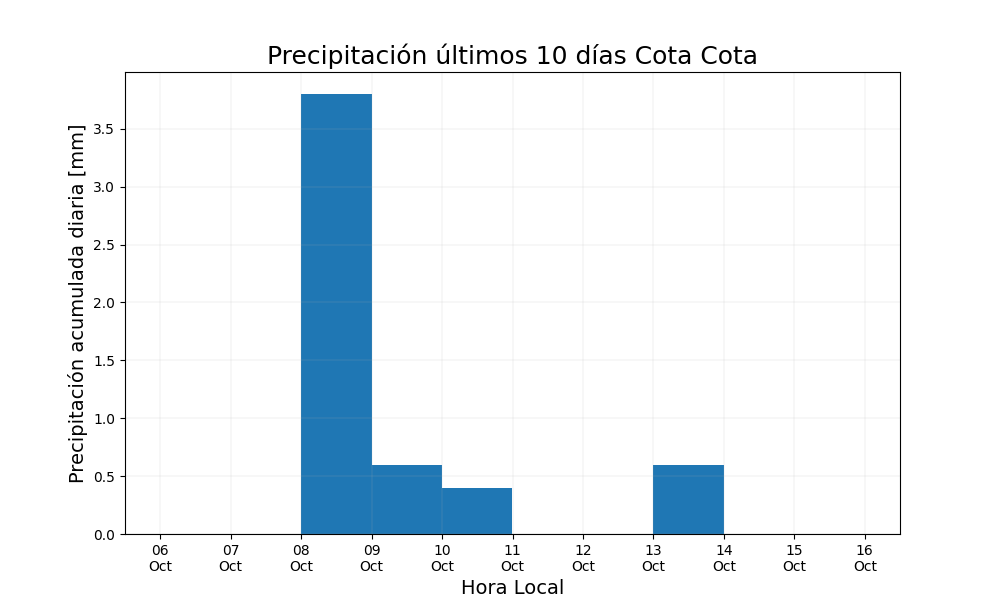 Precipitación últimos 10 días Cota Cota
Precipitación acumulada diaria [mm]
3.5
3.0
2.5
2.0
1.5
1.0
0.5
0.0
06 07 08 09 10 11 12 13 14 15 16
Oct Oct Oct Oct Oct Oct Oct Oct Oct Oct Oct
Hora Local